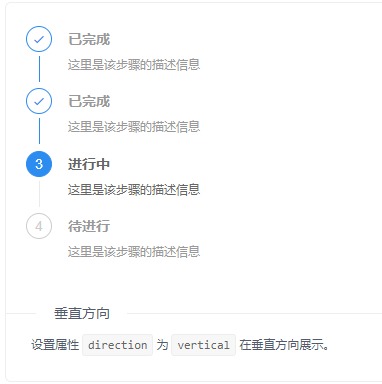 已完成
这里是该步骤的描述信息
已完成
这里是该步骤的描述信息
3 进行中
这里是该步骤的描述信息
4 待进行
这里是该步骤的描述信息
垂直方向
设置属性 direction 为 vertical 在垂直方向展示。